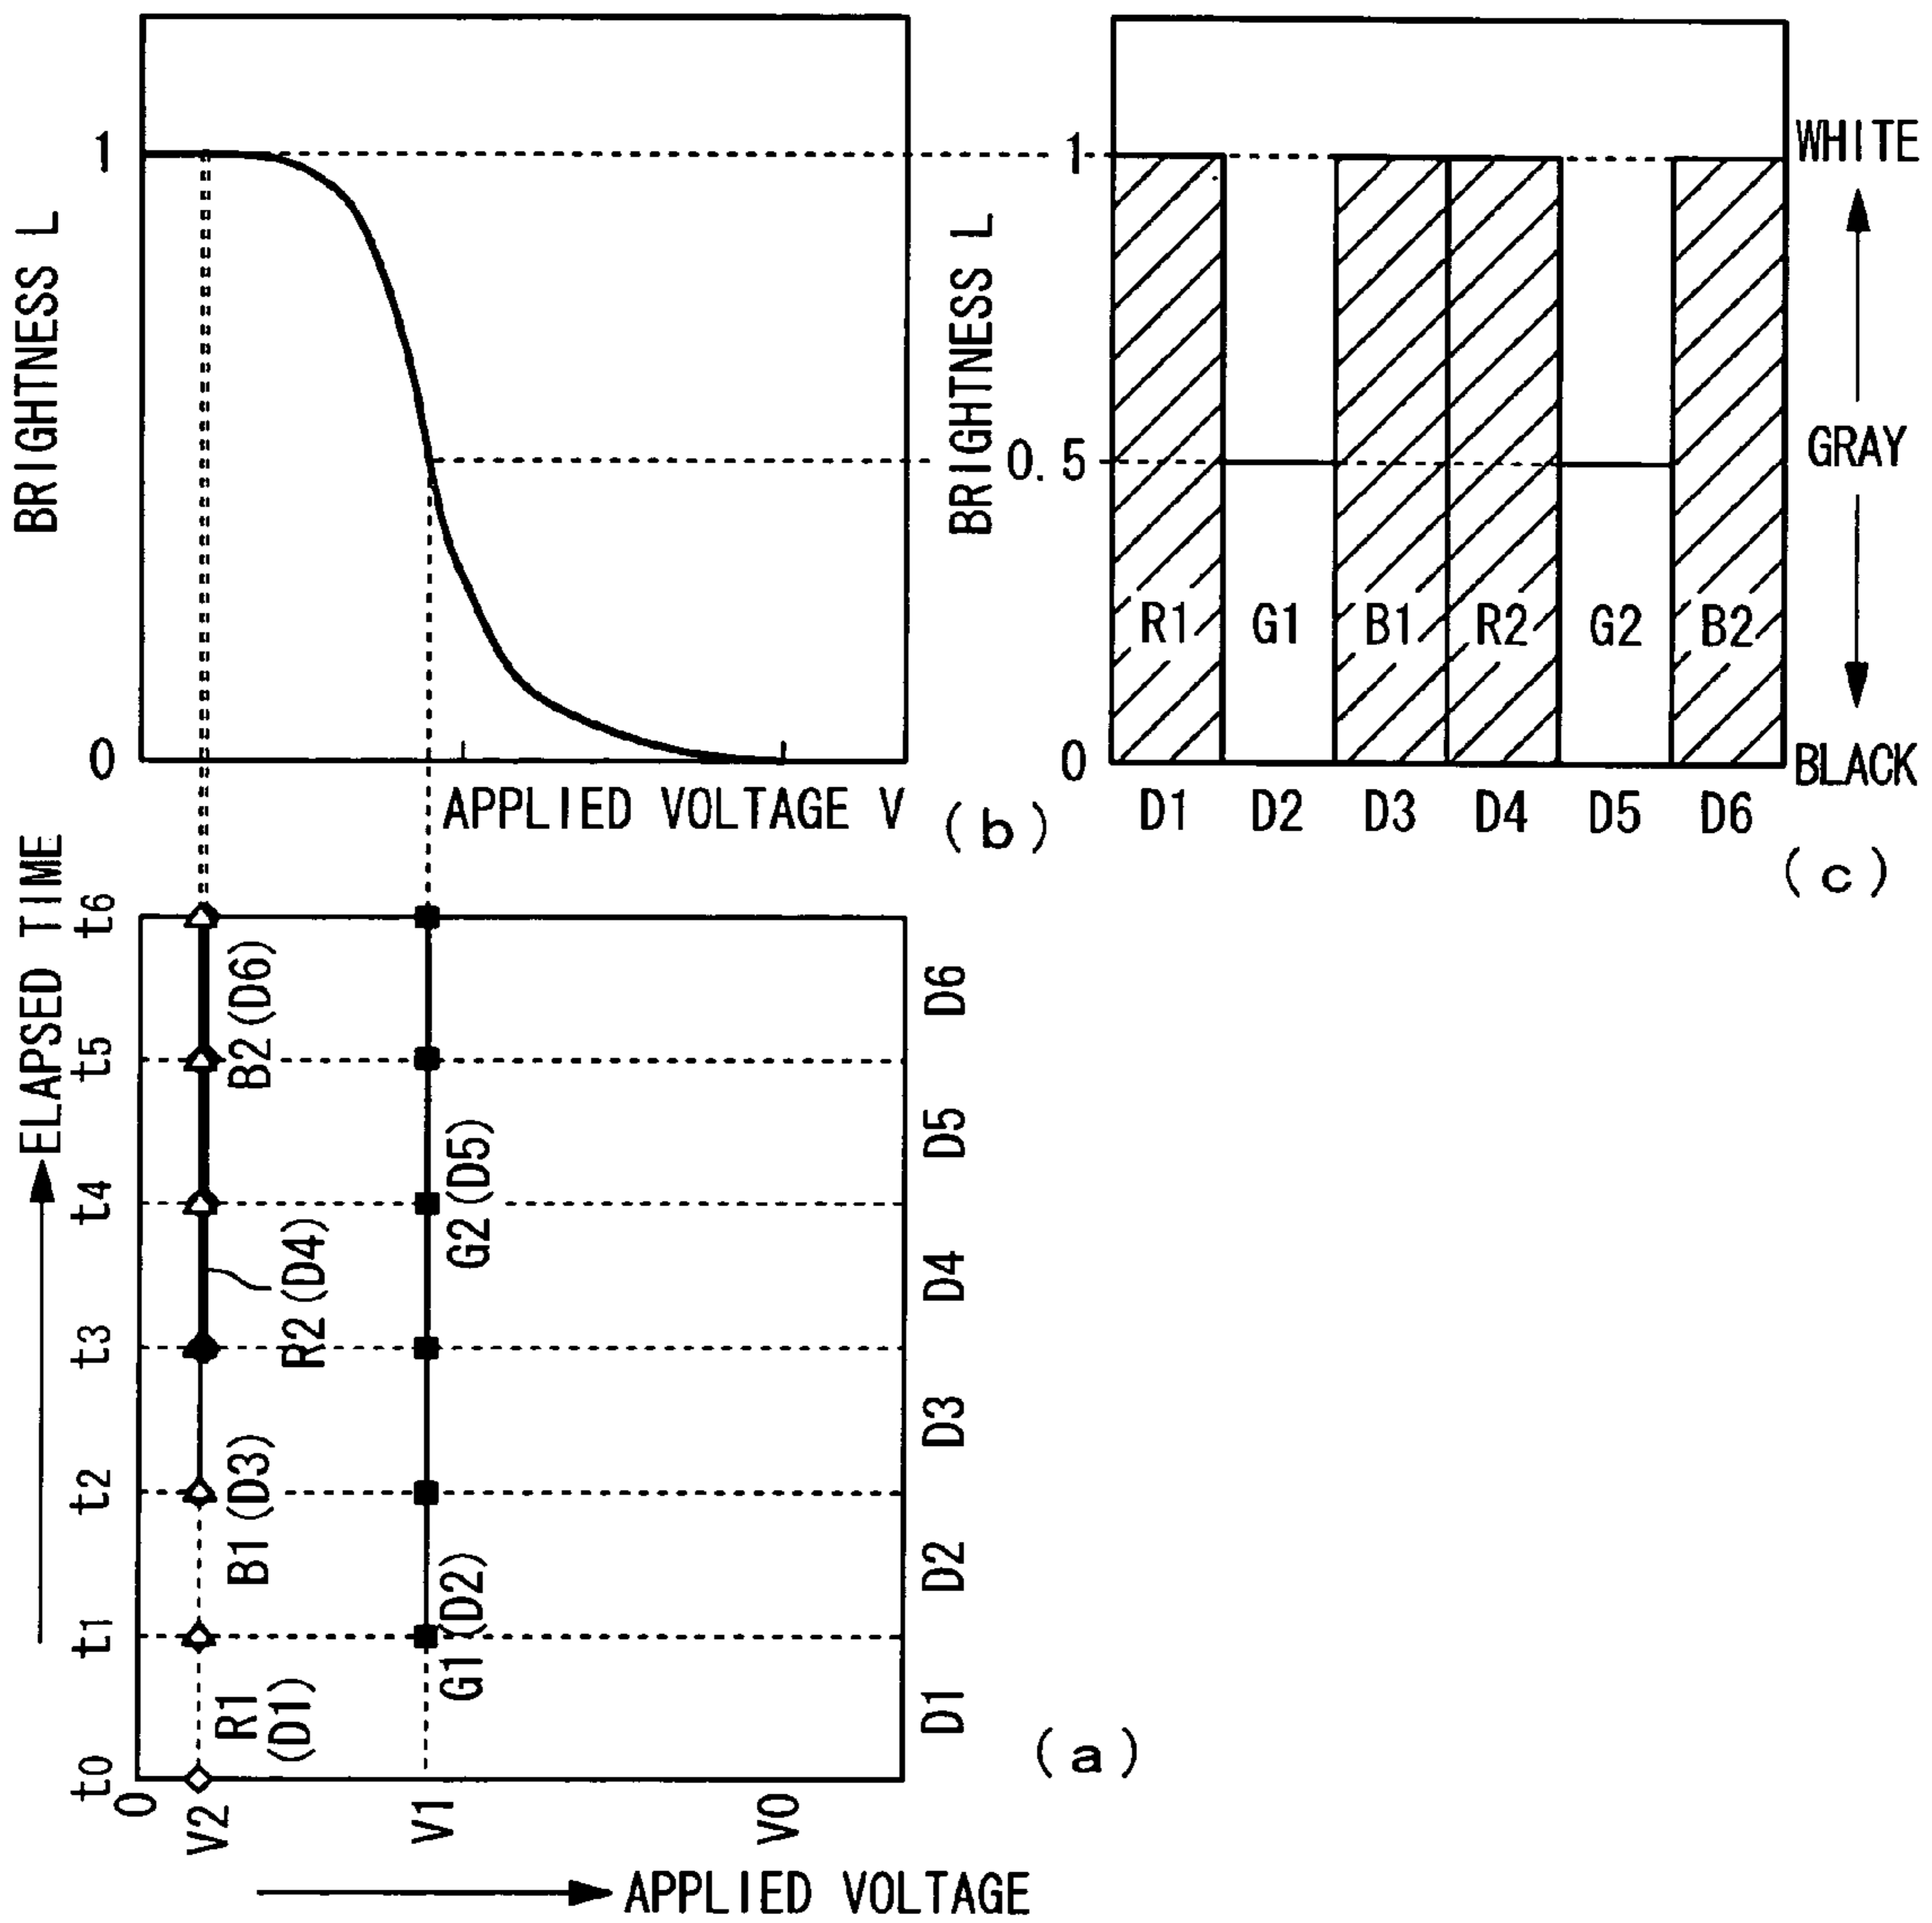 BRIGHTNESS L
1
0
APPLIED VOLTAGE V
(b)
BRIGHTNESS L
1
0.5
0
R1
G1
B1
R2
G2
B2
D1
D2
D3
D4
D5
D6
WHITE
GRAY
BLACK
(c)
ELAPSED TIME
t6
t5
t4
t3
t2
t1
t0
B2(D6)
G2(D5)
R2(D4)
B1(D3)
G1(D2)
R1
(D1)
D6
D5
D4
D3
D2
D1
(a)
0
V2
V1
V0
APPLIED VOLTAGE